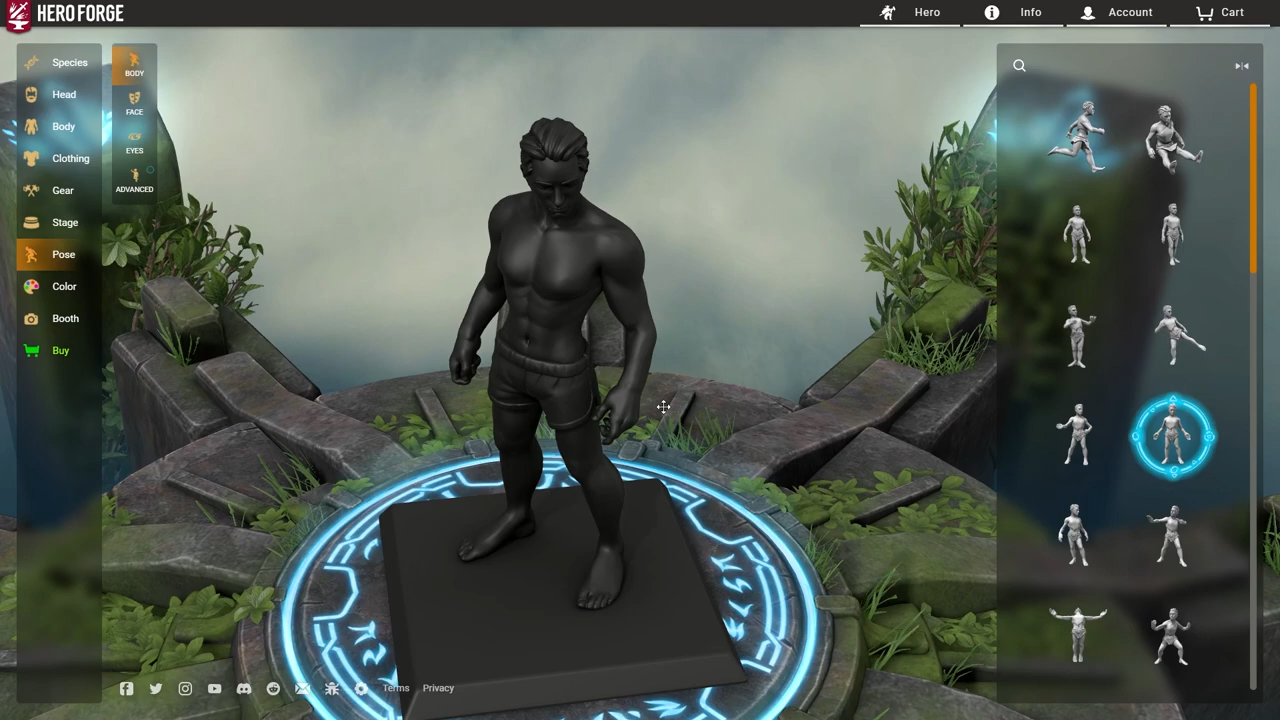 HERO FORGE
Hero
Info
Account
Cart
Species
Head
Body
Clothing
Gear
Stage
Pose
Color
Booth
Buy
BODY
FACE
EYES
ADVANCED
Terms
Privacy